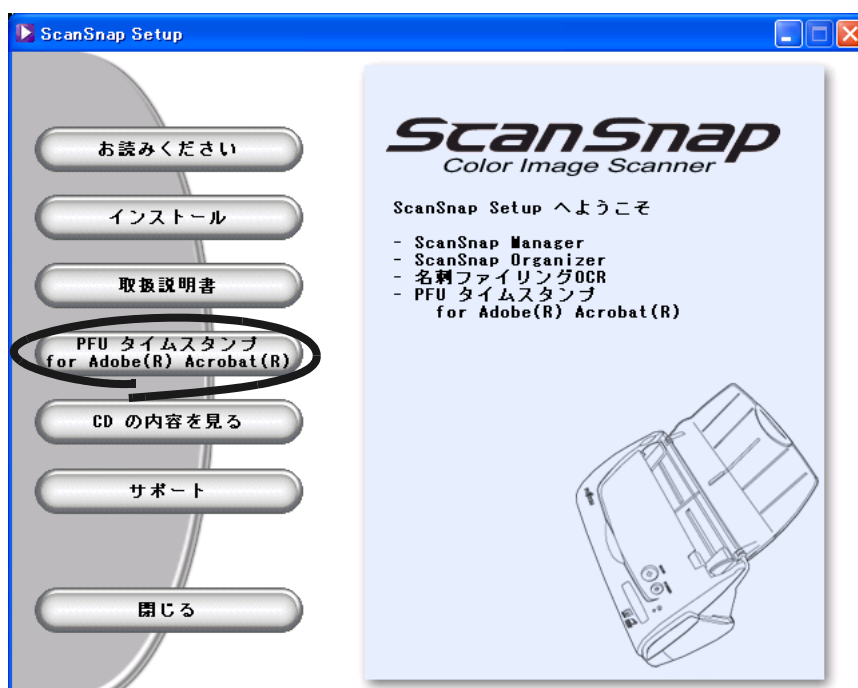 ScanSnap Setup
お読みください
インストール
取扱説明書
PFU タイムスタンプ
for Adobe(R) Acrobat(R)
CD の内容を見る
サポート
閉じる
ScanSnap
Color Image Scanner
ScanSnap Setup へようこそ
- ScanSnap Manager
- ScanSnap Organizer
- 名刺ファイリングOCR
- PFU タイムスタンプ
for Adobe(R) Acrobat(R)